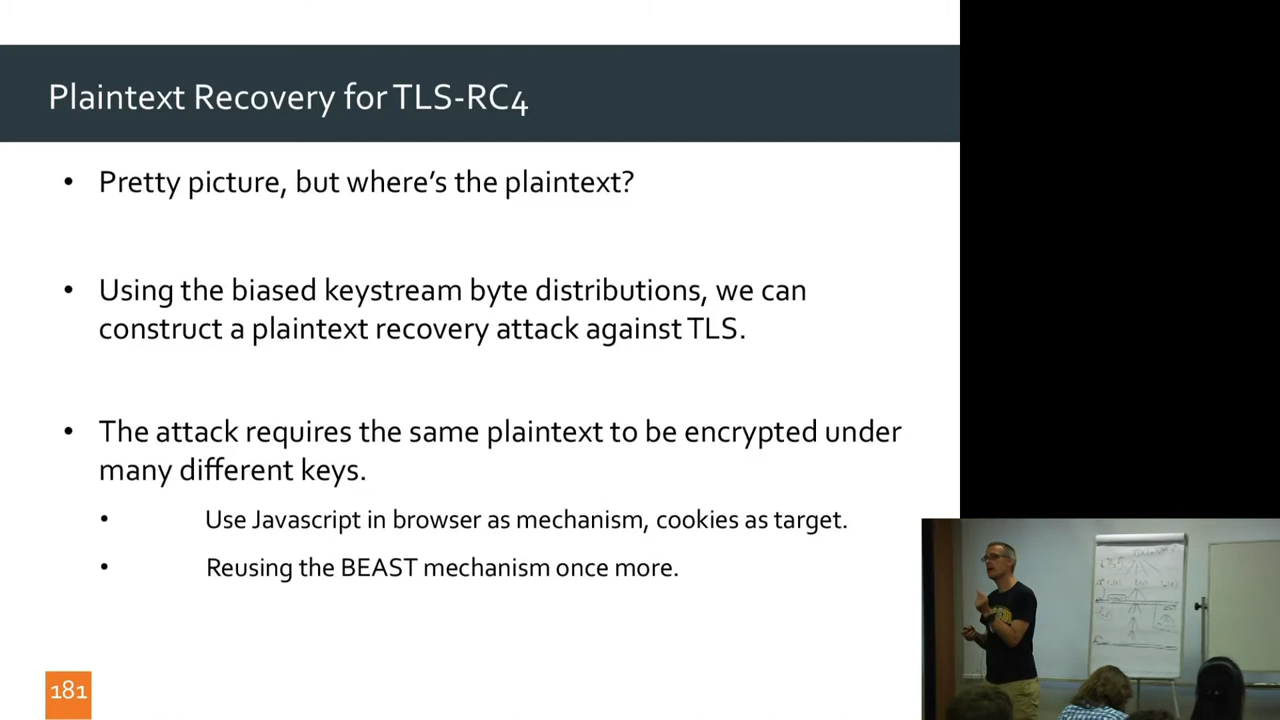 Plaintext Recovery for TLS-RC4
• Pretty picture, but where's the plaintext?
• Using the biased keystream byte distributions, we can
construct a plaintext recovery attack against TLS.
• The attack requires the same plaintext to be encrypted under
many different keys.
• Use Javascript in browser as mechanism, cookies as target.
• Reusing the BEAST mechanism once more.
181